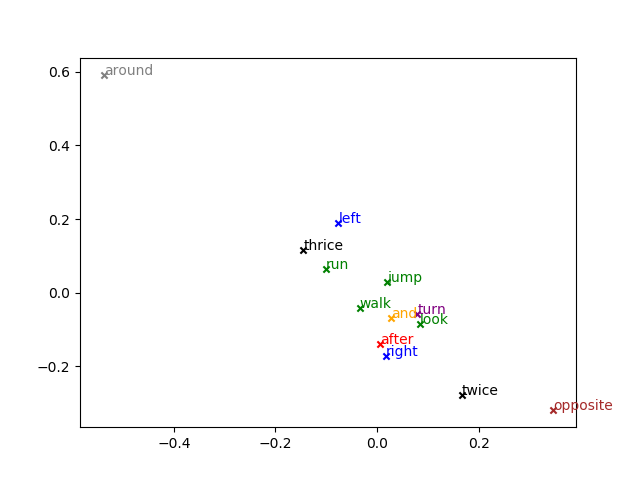 0.6
around
0.4
0.2
left
thrice
run
0.0
jump
walk
and
turn
look
after
right
−0.2
twice
opposite
−0.4
−0.2
0.0
0.2